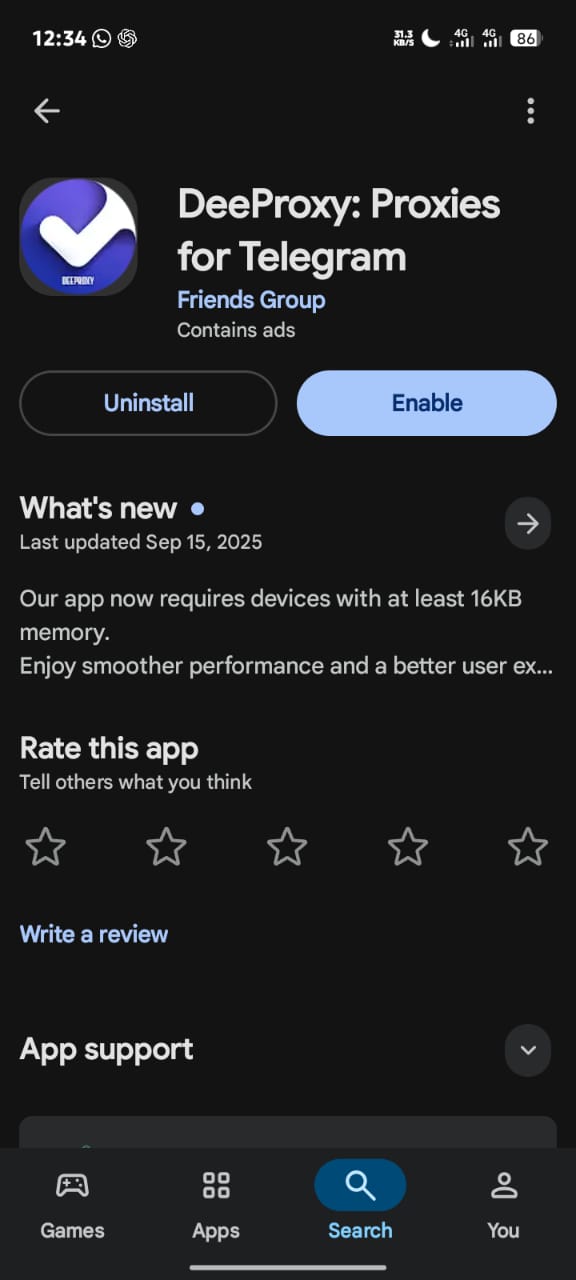 12:34
31.3
KB/S
4G
4G
86
DeeProxy: Proxies
for Telegram
DEEPROXY
Friends Group
Contains ads
Uninstall
Enable
What's new
Last updated Sep 15, 2025
Our app now requires devices with at least 16KB
memory.
Enjoy smoother performance and a better user ex...
Rate this app
Tell others what you think
Write a review
App support
Games
Apps
Search
You